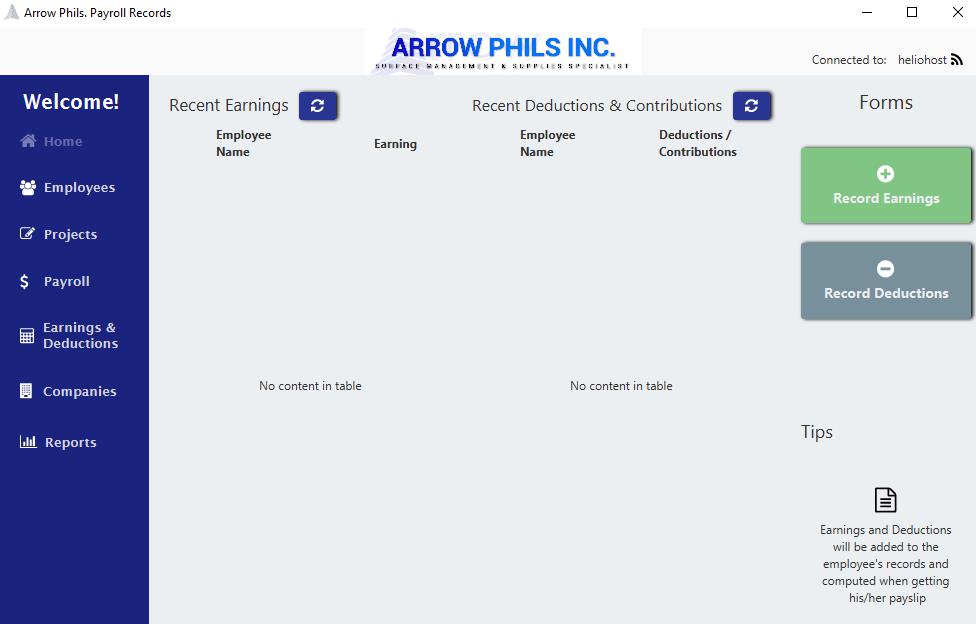 Arrow Phils. Payroll Records
ARROW PHILS INC.
SURFACE MANAGEMENT & SUPPLIES SPECIALIST
Connected to: heliohost
Welcome!
Home
Employees
Projects
Payroll
Earnings &
Deductions
Companies
Reports
Recent Earnings
Employee
Name
Earning
No content in table
Recent Deductions & Contributions
Employee
Name
Deductions /
Contributions
No content in table
Forms
Record Earnings
Record Deductions
Tips
Earnings and Deductions
will be added to the
employee's records and
computed when getting
his/her payslip